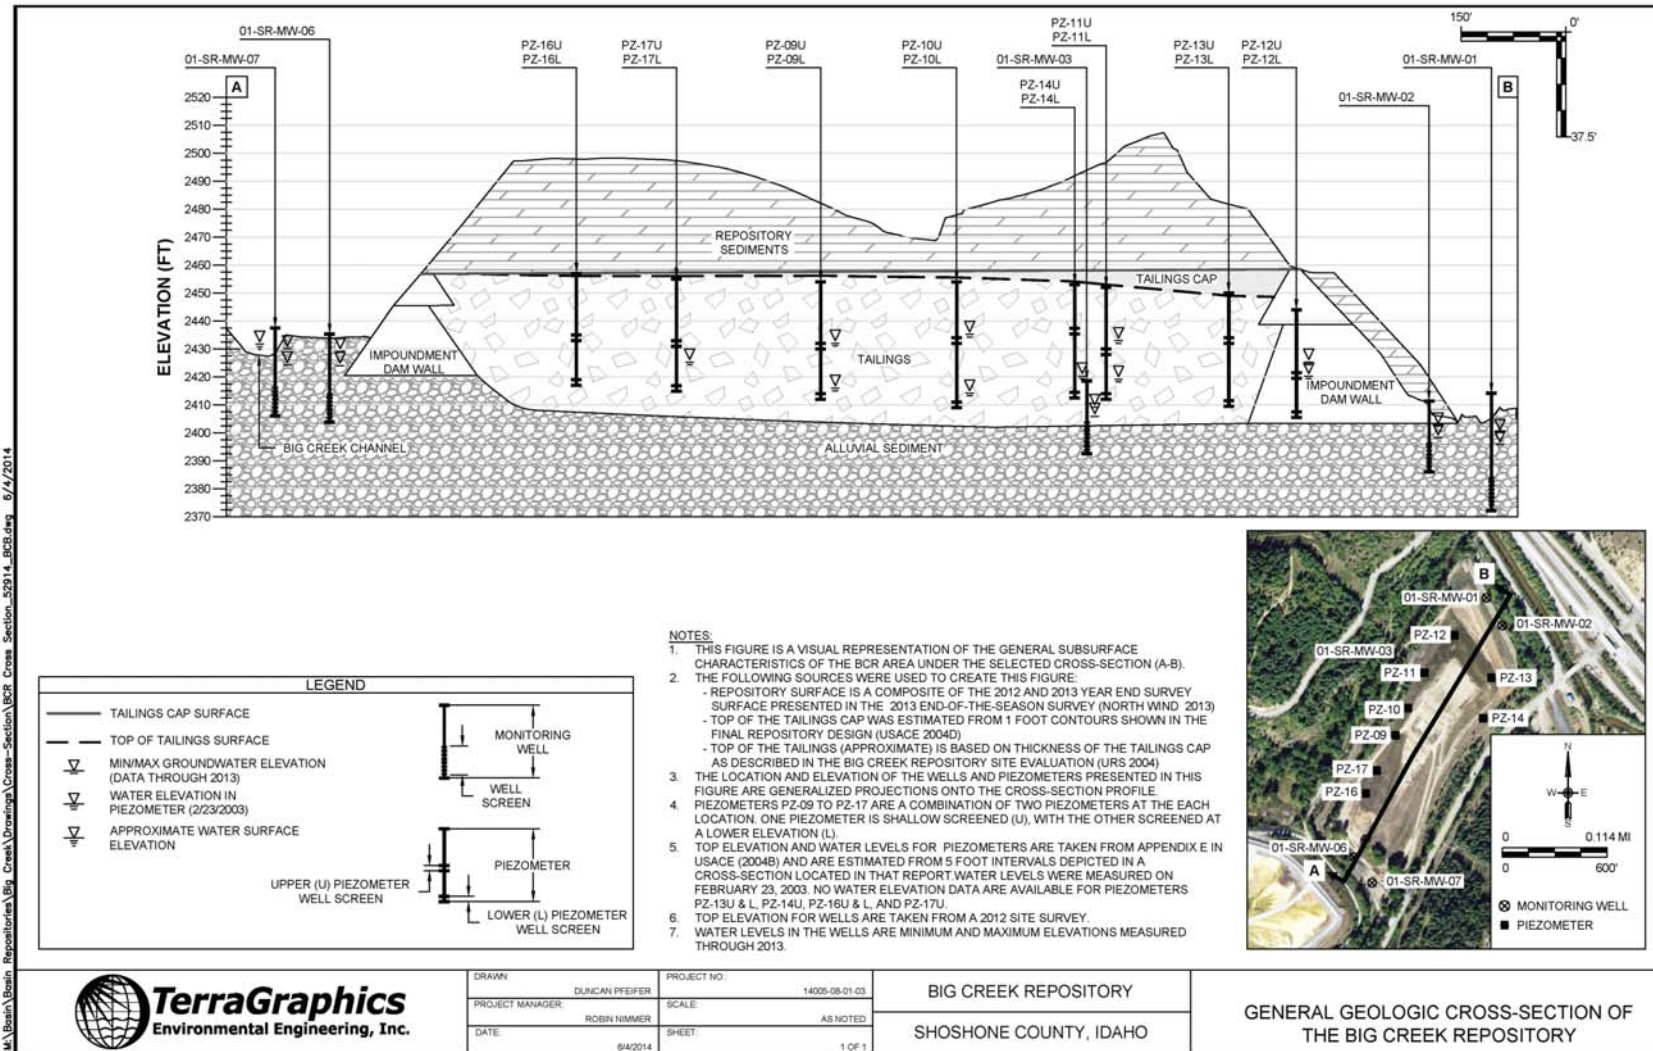 01-SR-MW-06
01-SR-MW-07
PZ-16U
PZ-16L
PZ-17U
PZ-17L
PZ-09U
PZ-09L
PZ-10U
PZ-10L
PZ-11U
PZ-11L
01-SR-MW-03
PZ-14U
PZ-14L
PZ-13U
PZ-13L
PZ-12U
PZ-12L
01-SR-MW-01
01-SR-MW-02
150'
0'
37.5'
A
B
ELEVATION (FT)
2520
2510
2500
2490
2480
2470
2460
2450
2440
2430
2420
2410
2400
2390
2380
2370
REPOSITORY
SEDIMENTS
TAILINGS CAP
TAILINGS
IMPOUNDMENT
DAM WALL
IMPOUNDMENT
DAM WALL
BIG CREEK CHANNEL
ALLUVIAL SEDIMENT
M:\Basin\Basin Repositories\Big Creek\Drawings\Cross-Section\BCR Cross Section_52914_BCB.dwg 6/4/2014
LEGEND
TAILINGS CAP SURFACE
TOP OF TAILINGS SURFACE
MIN/MAX GROUNDWATER ELEVATION
(DATA THROUGH 2013)
WATER ELEVATION IN
PIEZOMETER (2/23/2003)
APPROXIMATE WATER SURFACE
ELEVATION
MONITORING
WELL
WELL
SCREEN
PIEZOMETER
UPPER (U) PIEZOMETER
WELL SCREEN
LOWER (L) PIEZOMETER
WELL SCREEN
NOTES:
1. THIS FIGURE IS A VISUAL REPRESENTATION OF THE GENERAL SUBSURFACE
CHARACTERISTICS OF THE BCR AREA UNDER THE SELECTED CROSS-SECTION (A-B).
2. THE FOLLOWING SOURCES WERE USED TO CREATE THIS FIGURE:
- REPOSITORY SURFACE IS A COMPOSITE OF THE 2012 AND 2013 YEAR END SURVEY
SURFACE PRESENTED IN THE 2013 END-OF-THE-SEASON SURVEY (NORTH WIND 2013)
- TOP OF THE TAILINGS CAP WAS ESTIMATED FROM 1 FOOT CONTOURS SHOWN IN THE
FINAL REPOSITORY DESIGN (USACE 2004D)
- TOP OF THE TAILINGS (APPROXIMATE) IS BASED ON THICKNESS OF THE TAILINGS CAP
AS DESCRIBED IN THE BIG CREEK REPOSITORY SITE EVALUATION (URS 2004)
3. THE LOCATION AND ELEVATION OF THE WELLS AND PIEZOMETERS PRESENTED IN THIS
FIGURE ARE GENERALIZED PROJECTIONS ONTO THE CROSS-SECTION PROFILE.
4. PIEZOMETERS PZ-09 TO PZ-17 ARE A COMBINATION OF TWO PIEZOMETERS AT THE EACH
LOCATION. ONE PIEZOMETER IS SHALLOW SCREENED (U), WITH THE OTHER SCREENED AT
A LOWER ELEVATION (L).
5. TOP ELEVATION AND WATER LEVELS FOR PIEZOMETERS ARE TAKEN FROM APPENDIX E IN
USACE (2004B) AND ARE ESTIMATED FROM 5 FOOT INTERVALS DEPICTED IN A
CROSS-SECTION LOCATED IN THAT REPORT.WATER LEVELS WERE MEASURED ON
FEBRUARY 23, 2003. NO WATER ELEVATION DATA ARE AVAILABLE FOR PIEZOMETERS
PZ-13U & L, PZ-14U, PZ-16U & L, AND PZ-17U.
6. TOP ELEVATION FOR WELLS ARE TAKEN FROM A 2012 SITE SURVEY.
7. WATER LEVELS IN THE WELLS ARE MINIMUM AND MAXIMUM ELEVATIONS MEASURED
THROUGH 2013.
B
01-SR-MW-01
01-SR-MW-02
PZ-12
01-SR-MW-03
PZ-11
PZ-13
PZ-10
PZ-14
PZ-09
PZ-17
PZ-16
01-SR-MW-06
A
01-SR-MW-07
N
W E
S
0 0.114 MI
0 600'
MONITORING WELL
PIEZOMETER
TerraGraphics
Environmental Engineering, Inc.
DRAWN:
DUNCAN PFEIFER
PROJECT MANAGER:
ROBIN NIMMER
DATE:
6/4/2014
PROJECT NO.:
14005-08-01-03
SCALE:
AS NOTED
SHEET:
1 OF 1
BIG CREEK REPOSITORY
SHOSHONE COUNTY, IDAHO
GENERAL GEOLOGIC CROSS-SECTION OF
THE BIG CREEK REPOSITORY